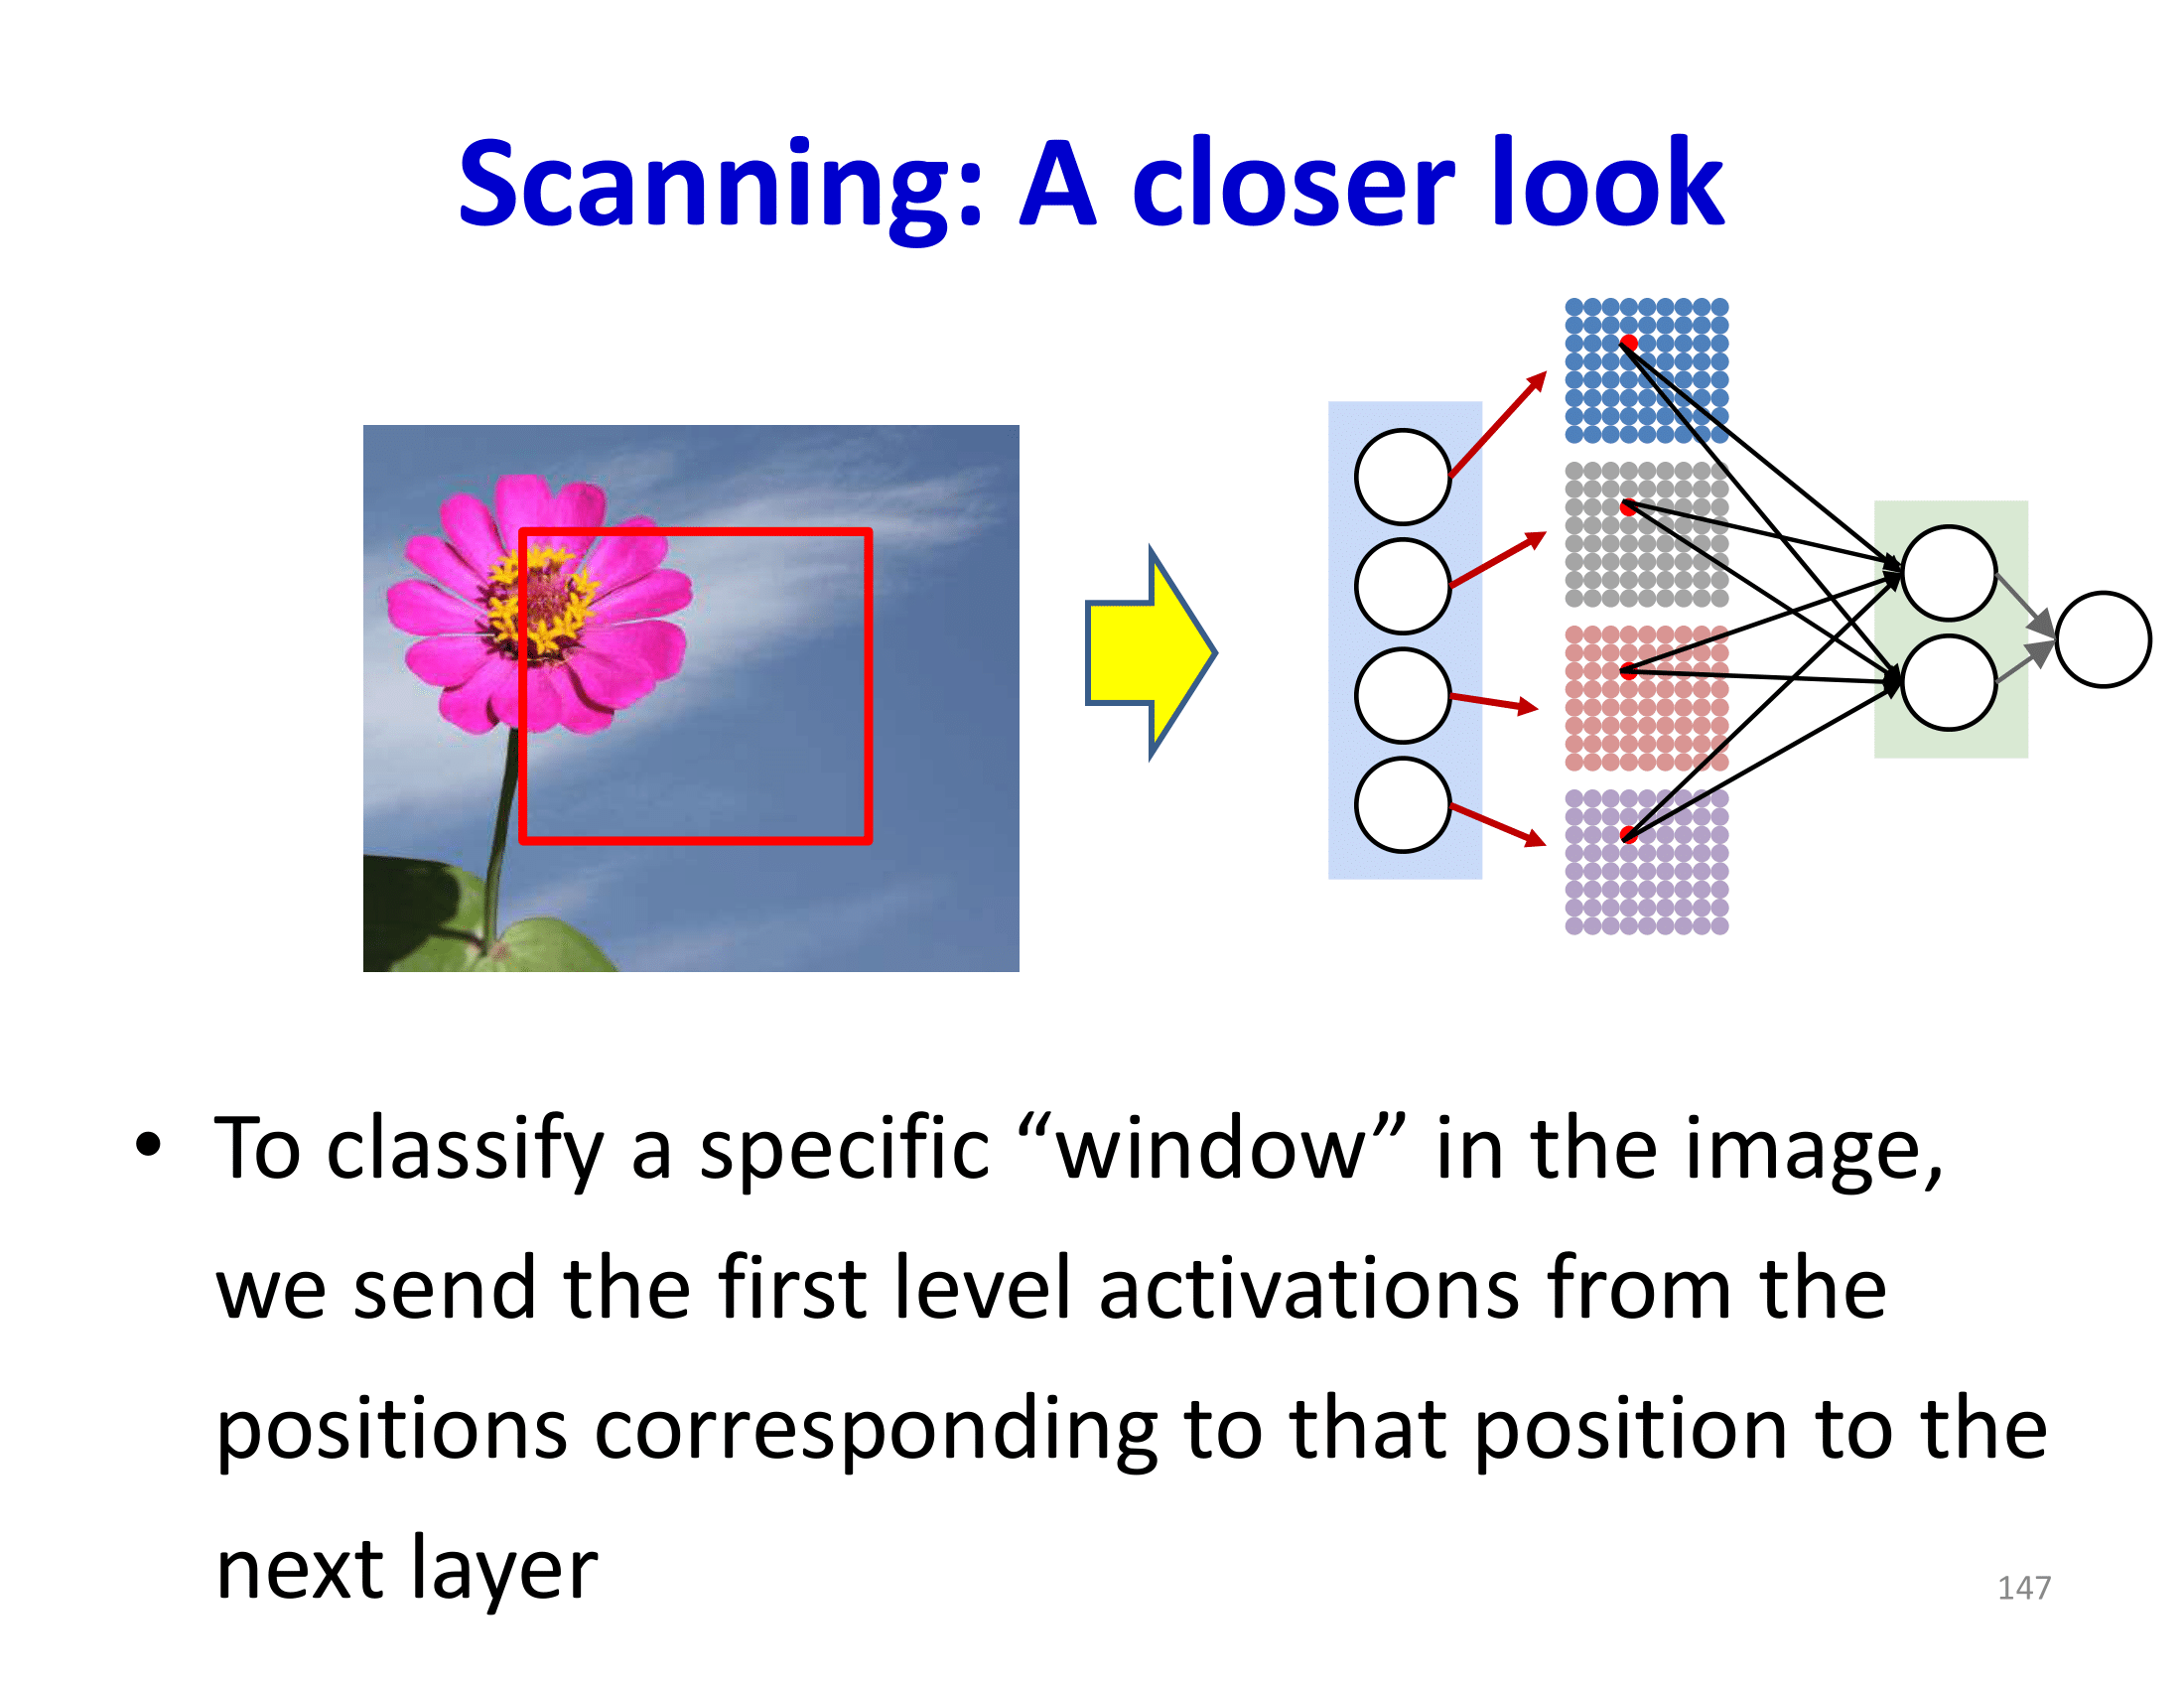 Scanning: A closer look
• To classify a specific “window” in the image,
we send the first level activations from the
positions corresponding to that position to the
next layer
147